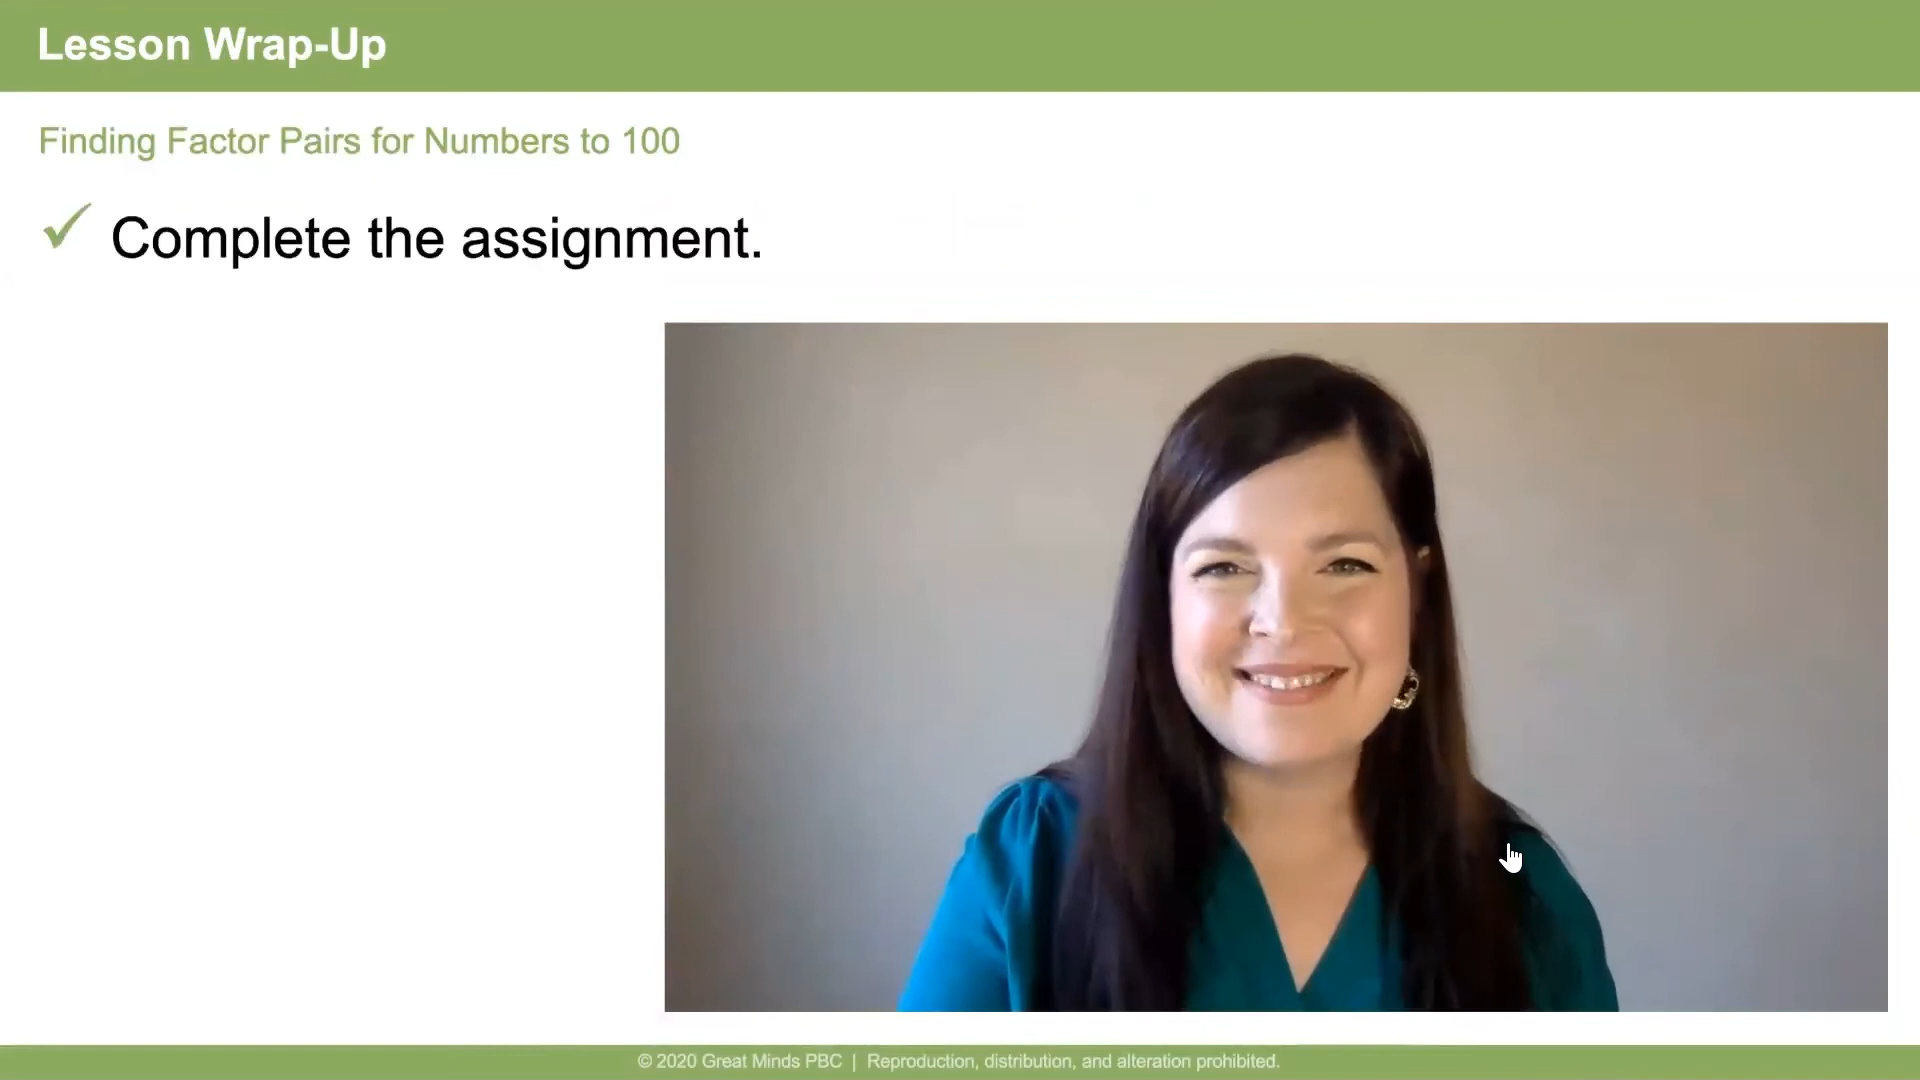 Lesson Wrap-Up
Finding Factor Pairs for Numbers to 100
✓ Complete the assignment.
© 2020 Great Minds PBC | Reproduction, distribution, and alteration prohibited.